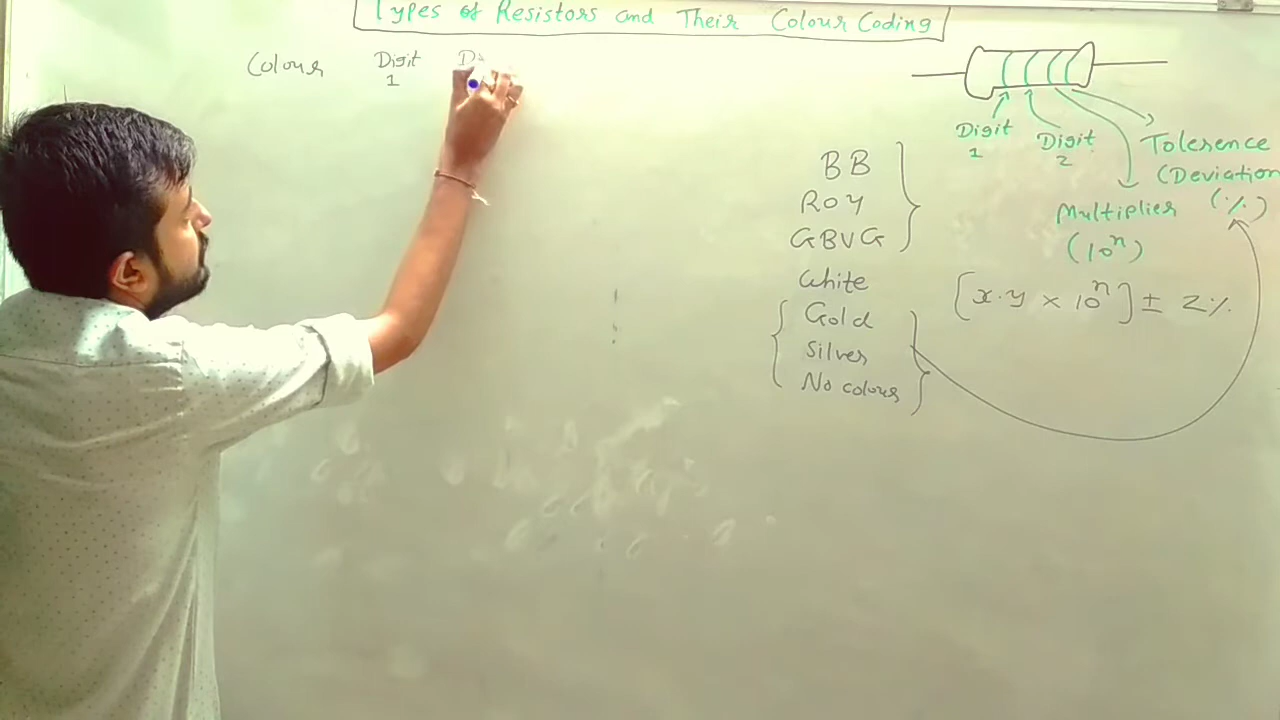 Types of Resistors and Their Colour Coding
Colour Digit 1 Di
Digit 1
Digit 2
Tolerence
(Deviation
(%)
Multiplier
(10ⁿ)
BB
ROY
GBVG
White
Gold
Silver
No colour
[x.y × 10ⁿ] ± Z%